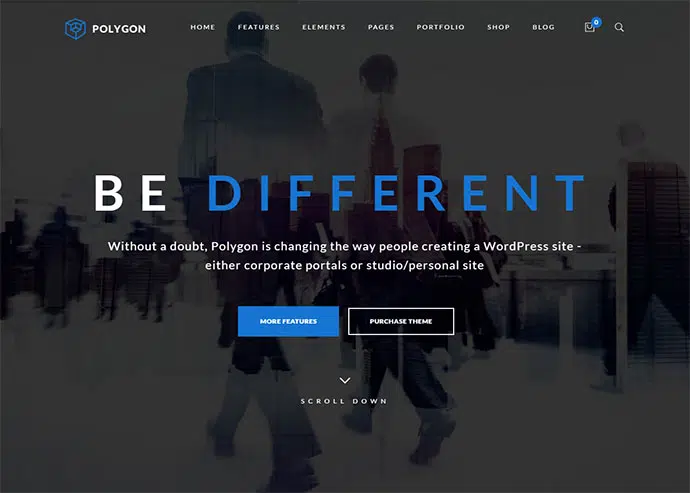 POLYGON
HOME FEATURES ELEMENTS PAGES PORTFOLIO SHOP BLOG 0
BE DIFFERENT
Without a doubt, Polygon is changing the way people creating a WordPress site -
either corporate portals or studio/personal site
MORE FEATURES PURCHASE THEME
SCROLL DOWN